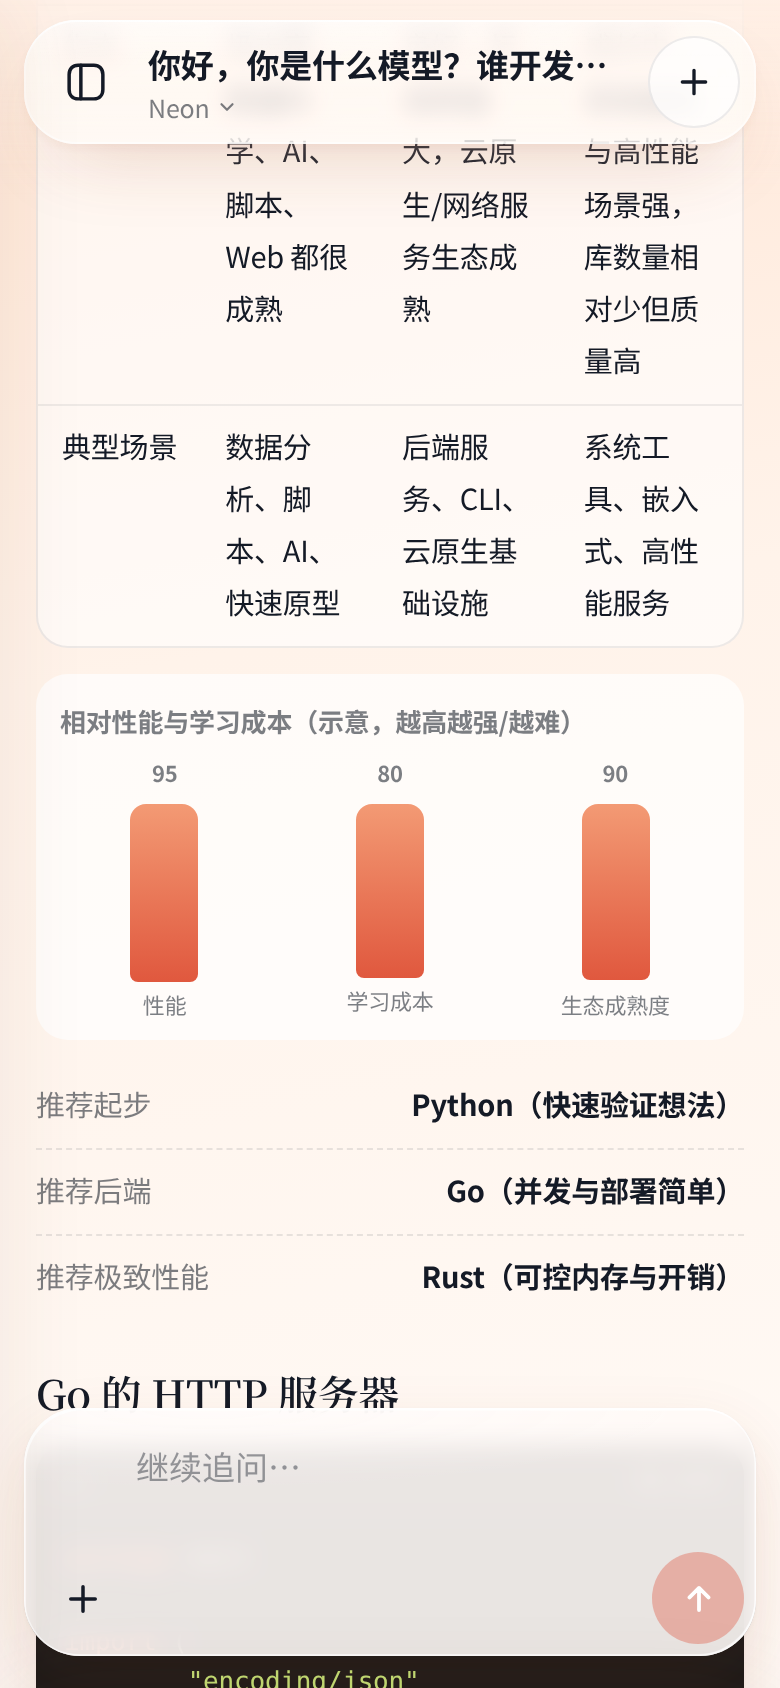 你好，你是什么模型？谁开发…
Neon
学、AI、
脚本、
Web 都很
成熟
大，云原
生/网络服
务生态成
熟
与高性能
场景强，
库数量相
对少但质
量高
典型场景
数据分
析、脚
本、AI、
快速原型
后端服
务、CLI、
云原生基
础设施
系统工
具、嵌入
式、高性
能服务
相对性能与学习成本（示意，越高越强/越难）
95
80
90
性能
学习成本
生态成熟度
推荐起步
Python（快速验证想法）
推荐后端
Go（并发与部署简单）
推荐极致性能
Rust（可控内存与开销）
Go 的 HTTP 服务器
继续追问…
import (
"encoding/json"